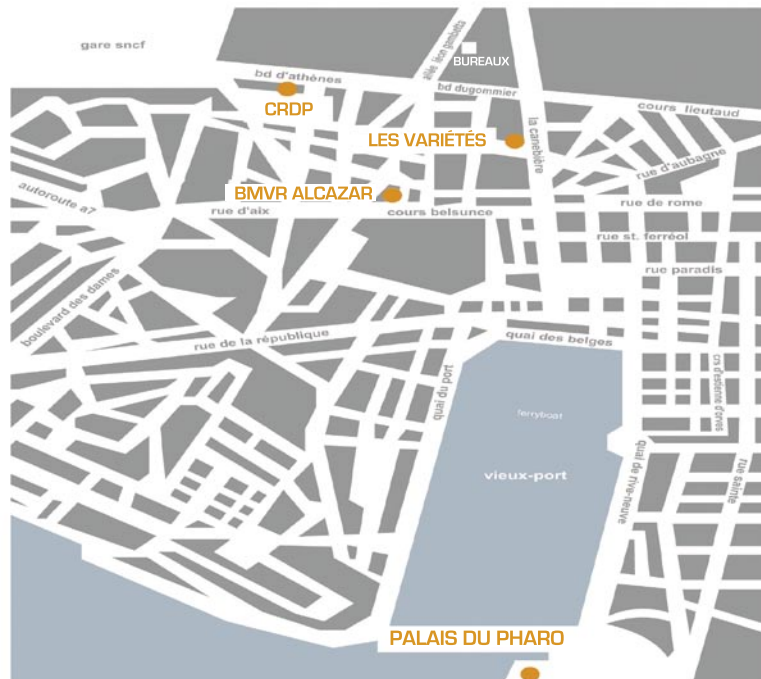 gare sncf
allée léon gambetta
BUREAUX
bd d'athènes
bd dugommier
CRDP
cours lieutaud
la canebière
LES VARIÉTÉS
rue d'aubagne
autoroute a7
BMVR ALCAZAR
rue de rome
rue d'aix
cours belsunce
rue st. ferréol
rue paradis
boulevard des dames
rue de la république
quai des belges
quai du port
crs d'estienne d'orves
ferryboat
vieux-port
quai de rive-neuve
rue sainte
PALAIS DU PHARO